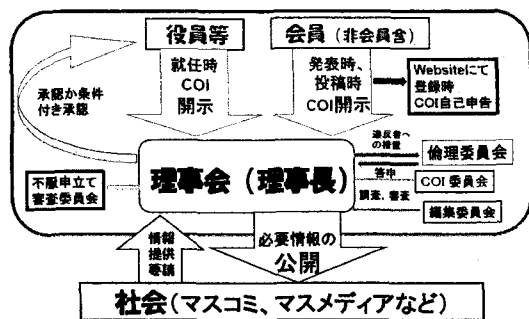 役員等
会員（非会員含）
就任時
COI
開示
発表時、
投稿時
COI開示
Websiteにて
登録時
COI自己申告
承認か条件
付き承認
違反者へ
の措置
倫理委員会
理事会（理事長）
答申
COI 委員会
不服申立て
審査委員会
調査、審査
編集委員会
情報
提供
要請
必要情報の
公開
社会（マスコミ、マスメディアなど）